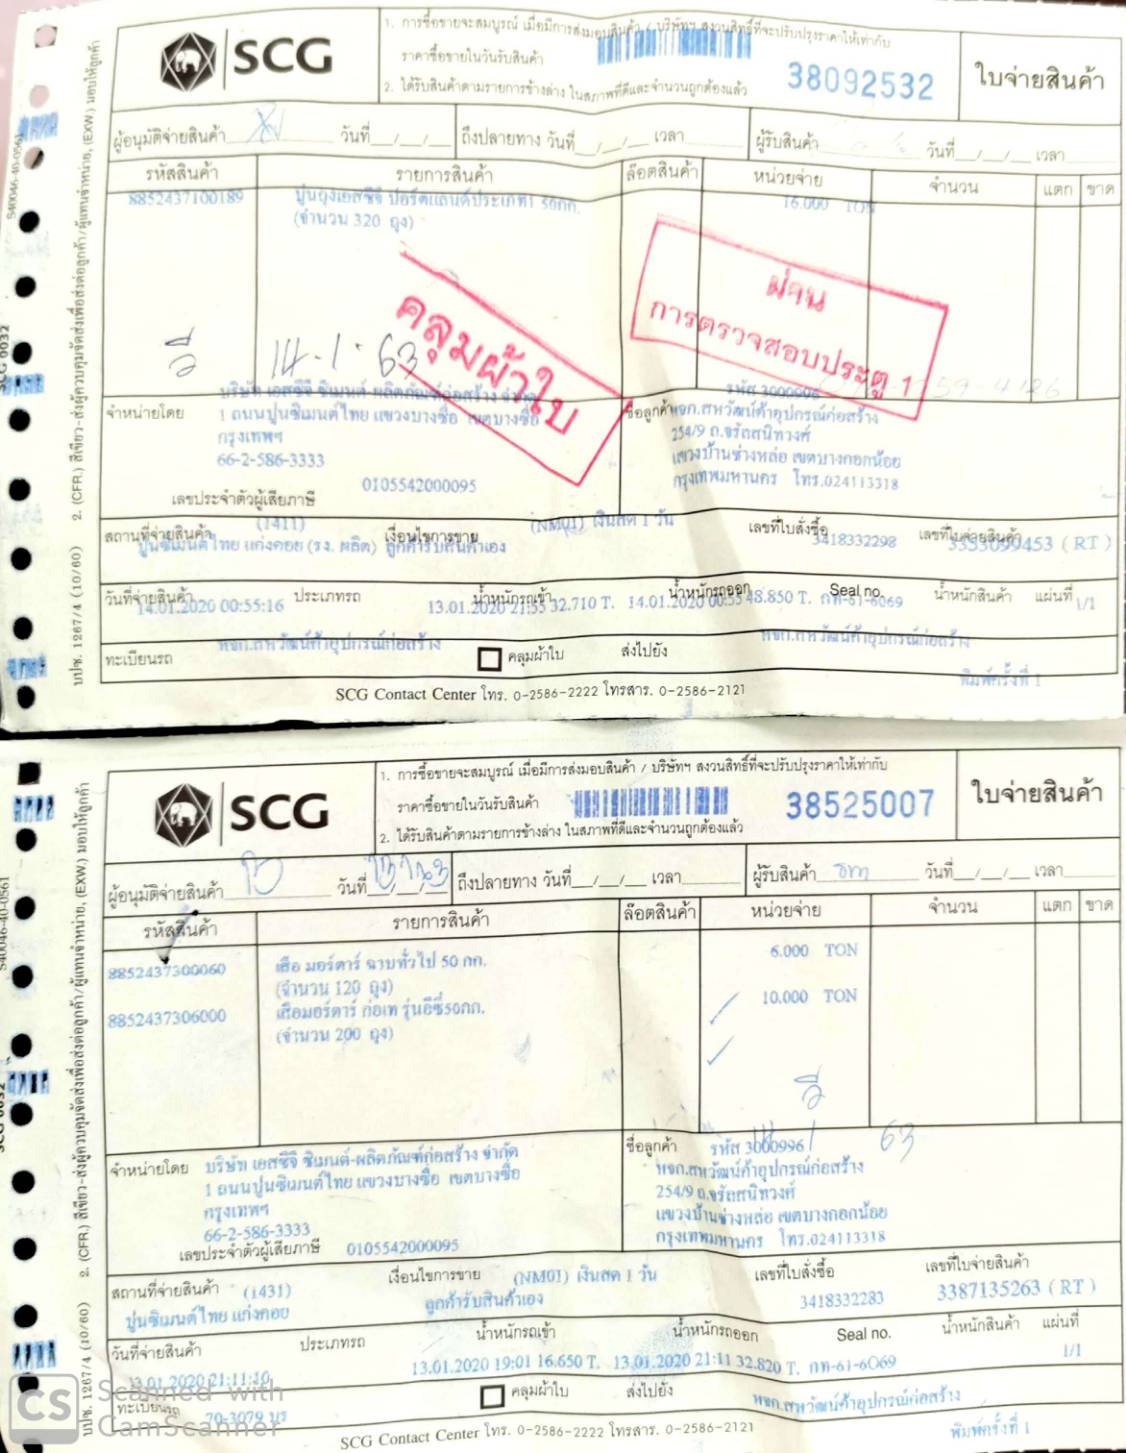 SCG
1. การซื้อขายจะสมบูรณ์ เมื่อมีการส่งมอบสินค้า / บริษัทฯ สงวนสิทธิ์ที่จะปรับปรุงราคาให้เท่ากับ
ราคาซื้อขายในวันรับสินค้า
2. ได้รับสินค้าตามรายการข้างล่าง ในสภาพที่ดีและจำนวนถูกต้องแล้ว
38092532
ใบจ่ายสินค้า
ผู้อนุมัติจ่ายสินค้า วันที่ __/__/__ ถึงปลายทาง วันที่ __/__/__ เวลา ผู้รับสินค้า วันที่ __/__/__ เวลา
รหัสสินค้า รายการสินค้า ล๊อตสินค้า หน่วยจ่าย จำนวน แตก ขาด
8852437100189 ปูนถุงเอสซีจี ปอร์ตแลนด์ประเภท1 50กก. 16.000 TON
(จำนวน 320 ถุง)
ผ่าน
การตรวจสอบประตู 1
คลุมผ้าใบ
วี 14-1-63
บริษัท เอสซีจี ซิเมนต์-ผลิตภัณฑ์ก่อสร้าง จำกัด รหัส 3000996
จำหน่ายโดย 1 ถนนปูนซิเมนต์ไทย แขวงบางซื่อ เขตบางซื่อ ชื่อลูกค้า หจก.สหวัฒน์ค้าอุปกรณ์ก่อสร้าง
กรุงเทพฯ 254/9 ถ.จรัลสนิทวงศ์
66-2-586-3333 แขวงบ้านช่างหล่อ เขตบางกอกน้อย
กรุงเทพมหานคร โทร.024113318
เลขประจำตัวผู้เสียภาษี 0105542000095
สถานที่จ่ายสินค้า (1411) เงื่อนไขการขาย (NM01) เงินสด 1 วัน เลขที่ใบสั่งซื้อ 3418332298 เลขที่ใบจ่ายสินค้า 3353099453 (RT)
ปูนซิเมนต์ไทย แก่งคอย (รง. ผลิต) ลูกค้ารับสินค้าเอง
วันที่จ่ายสินค้า ประเภทรถ น้ำหนักรถเข้า น้ำหนักรถออก Seal no. น้ำหนักสินค้า แผ่นที่ 1/1
14.01.2020 00:55:16 13.01.2020 21:55 32.710 T. 14.01.2020 00:55 48.850 T. กท-61-6069
ทะเบียนรถ หจก.สหวัฒน์ค้าอุปกรณ์ก่อสร้าง คลุมผ้าใบ ส่งไปยัง หจก.สหวัฒน์ค้าอุปกรณ์ก่อสร้าง
พิมพ์ครั้งที่ 1
SCG Contact Center โทร. 0-2586-2222 โทรสาร. 0-2586-2121
บปซ. 1267/4 (10/60) 2. (CFR.) สีเขียว-ส่งผู้ควบคุมจัดส่งเพื่อส่งต่อลูกค้า/ผู้แทนจำหน่าย, (EXW.) มอบให้ลูกค้า
S40046-40-0561
SCG 0032
SCG
1. การซื้อขายจะสมบูรณ์ เมื่อมีการส่งมอบสินค้า / บริษัทฯ สงวนสิทธิ์ที่จะปรับปรุงราคาให้เท่ากับ
ราคาซื้อขายในวันรับสินค้า
2. ได้รับสินค้าตามรายการข้างล่าง ในสภาพที่ดีและจำนวนถูกต้องแล้ว
38525007
ใบจ่ายสินค้า
ผู้อนุมัติจ่ายสินค้า วันที่ ถึงปลายทาง วันที่ __/__/__ เวลา ผู้รับสินค้า วันที่ __/__/__ เวลา
รหัสสินค้า รายการสินค้า ล๊อตสินค้า หน่วยจ่าย จำนวน แตก ขาด
8852437300060 เสือ มอร์ตาร์ ฉาบทั่วไป 50 กก. 6.000 TON
(จำนวน 120 ถุง)
8852437306000 เสือมอร์ตาร์ ก่อเท รุ่นอีซี่50กก. 10.000 TON
(จำนวน 200 ถุง)
วี
63
ชื่อลูกค้า รหัส 3000996
จำหน่ายโดย บริษัท เอสซีจี ซิเมนต์-ผลิตภัณฑ์ก่อสร้าง จำกัด หจก.สหวัฒน์ค้าอุปกรณ์ก่อสร้าง
1 ถนนปูนซิเมนต์ไทย แขวงบางซื่อ เขตบางซื่อ 254/9 ถ.จรัลสนิทวงศ์
กรุงเทพฯ แขวงบ้านช่างหล่อ เขตบางกอกน้อย
66-2-586-3333 กรุงเทพมหานคร โทร.024113318
เลขประจำตัวผู้เสียภาษี 0105542000095
สถานที่จ่ายสินค้า (1431) เงื่อนไขการขาย (NM01) เงินสด 1 วัน เลขที่ใบสั่งซื้อ เลขที่ใบจ่ายสินค้า
ปูนซิเมนต์ไทย แก่งคอย ลูกค้ารับสินค้าเอง 3418332283 3387135263 (RT)
วันที่จ่ายสินค้า ประเภทรถ น้ำหนักรถเข้า น้ำหนักรถออก Seal no. น้ำหนักสินค้า แผ่นที่
13.01.2020 21:11:10 13.01.2020 19:01 16.650 T. 13.01.2020 21:11 32.820 T. กท-61-6069 1/1
ทะเบียนรถ 70-3079 บร คลุมผ้าใบ ส่งไปยัง หจก.สหวัฒน์ค้าอุปกรณ์ก่อสร้าง
พิมพ์ครั้งที่ 1
SCG Contact Center โทร. 0-2586-2222 โทรสาร. 0-2586-2121
บปซ. 1267/4 (10/60) 2. (CFR.) สีเขียว-ส่งผู้ควบคุมจัดส่งเพื่อส่งต่อลูกค้า/ผู้แทนจำหน่าย, (EXW.) มอบให้ลูกค้า
S40046-40-0561
SCG 0032
CS Scanned with
CamScanner